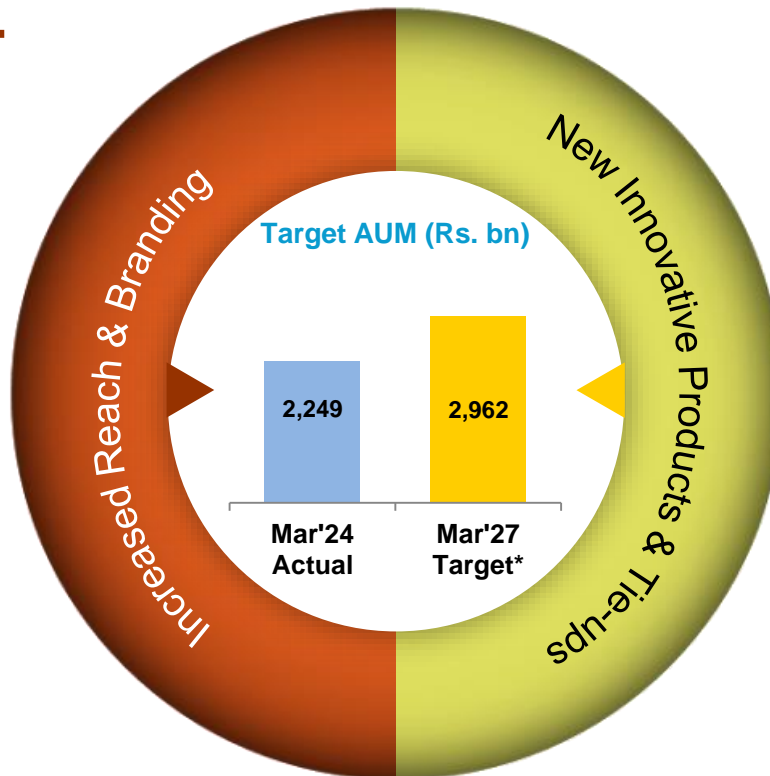 Increased Reach & Branding
New Innovative Products & Tie-ups
Target AUM (Rs. bn)
2,249
2,962
Mar'24
Actual
Mar'27
Target*